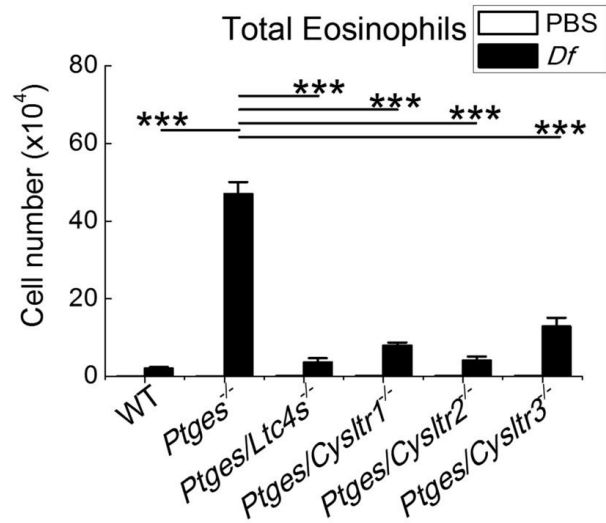 Total Eosinophils
PBS
Df
Cell number (x10⁴)
80
60
40
20
0
***
***
***
***
***
WT
Ptges⁻/⁻
Ptges/Ltc4s⁻/⁻
Ptges/Cysltr1⁻/⁻
Ptges/Cysltr2⁻/⁻
Ptges/Cysltr3⁻/⁻